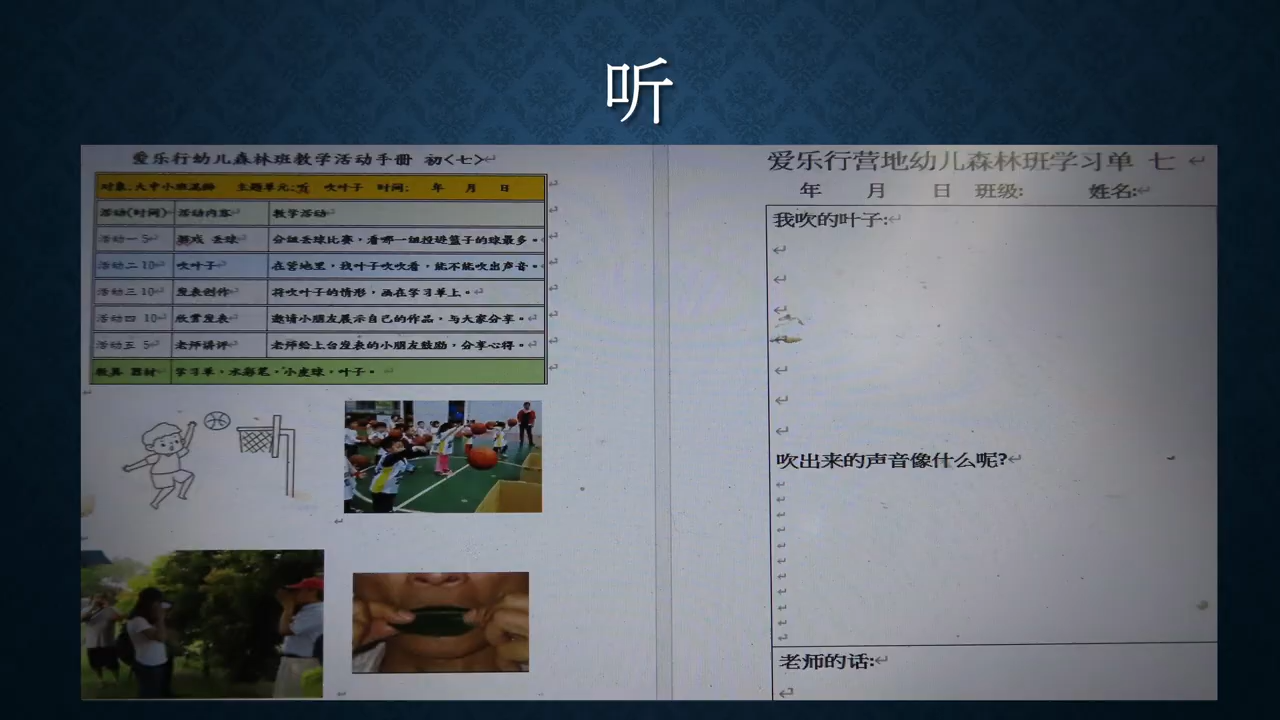 听
爱乐行幼儿森林班教学活动手册 初<七>
对象:大中小班混龄 主题单元:听 吹叶子 时间: 年 月 日
活动(时间) 活动内容 教学活动
活动一 5 游戏 丢球 分组丢球比赛，看哪一组投进篮子的球最多。
活动二 10 吹叶子 在营地里，找叶子吹吹看，能不能吹出声音。
活动三 10 发表创作 将吹叶子的情形，画在学习单上。
活动四 10 欣赏发表 邀请小朋友展示自己的作品，与大家分享。
活动五 5 老师讲评 老师给上台发表的小朋友鼓励，分享心得。
教具 器材 学习单，水彩笔，小皮球，叶子。
爱乐行营地幼儿森林班学习单 七
年 月 日 班级: 姓名:
我吹的叶子:
吹出来的声音像什么呢?
老师的话: